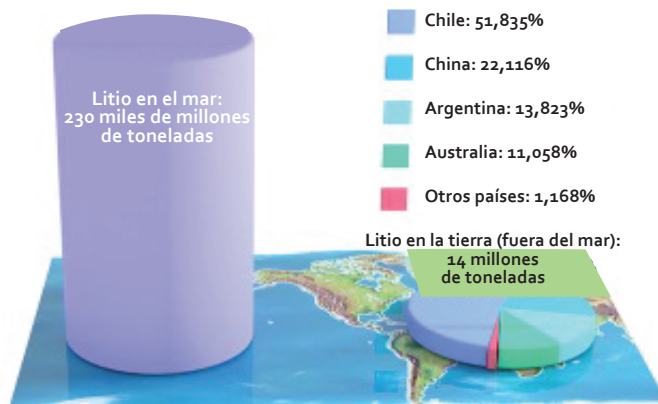 Litio en el mar:
230 miles de millones
de toneladas
Chile: 51,835%
China: 22,116%
Argentina: 13,823%
Australia: 11,058%
Otros países: 1,168%
Litio en la tierra (fuera del mar):
14 millones
de toneladas